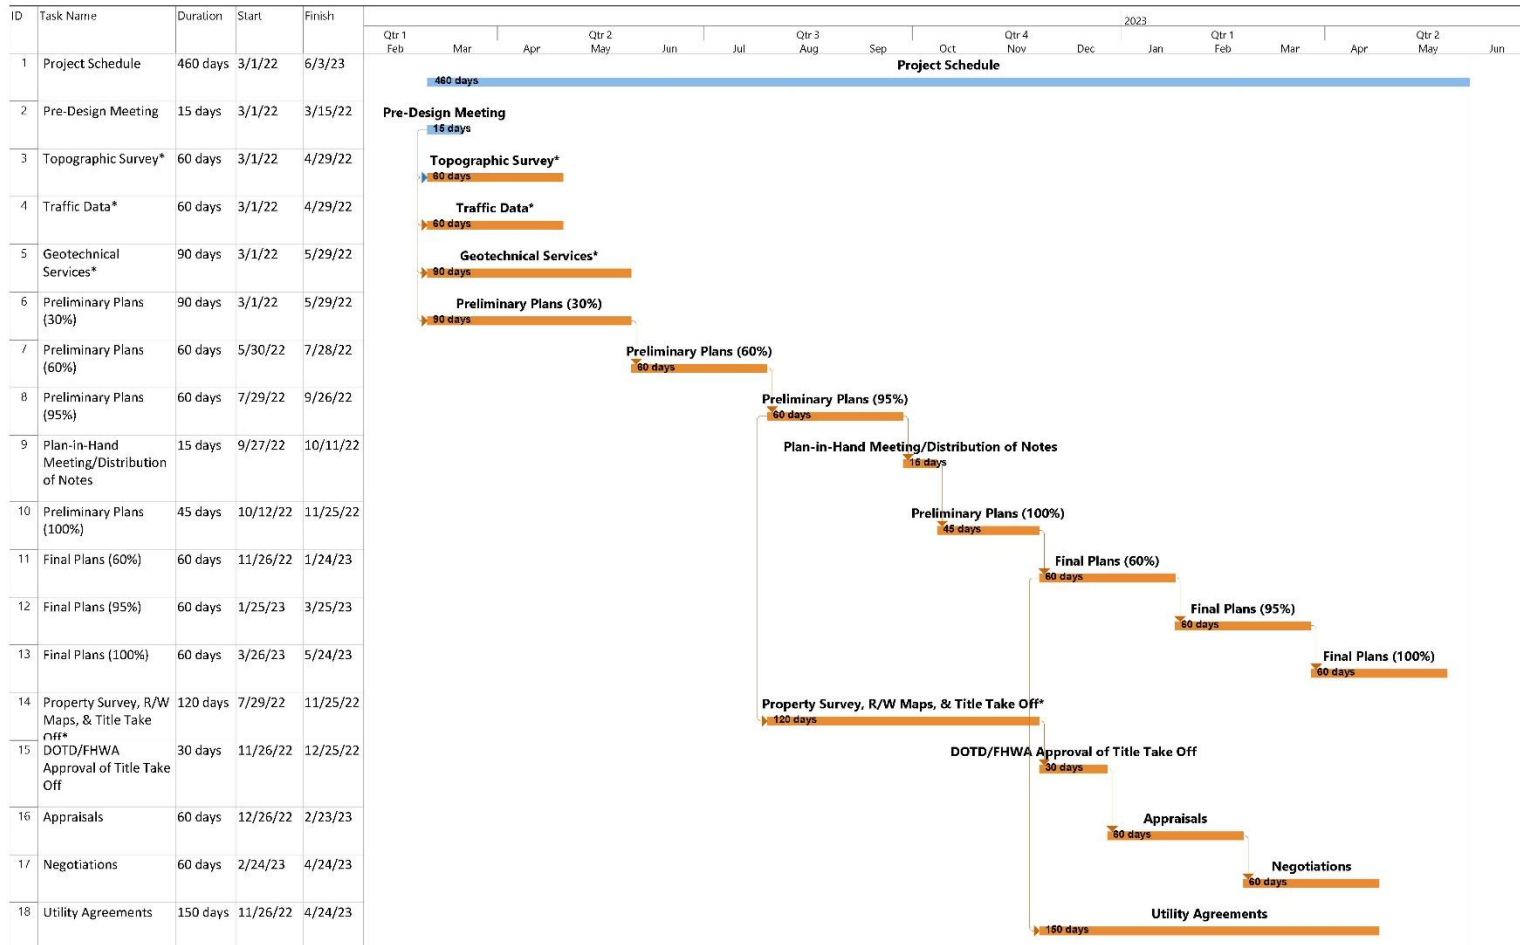 ID Task Name Duration Start Finish
2023
Qtr 1 Qtr 2 Qtr 3 Qtr 4 Qtr 1 Qtr 2
Feb Mar Apr May Jun Jul Aug Sep Oct Nov Dec Jan Feb Mar Apr May Jun
1 Project Schedule 460 days 3/1/22 6/3/23
Project Schedule
460 days
2 Pre-Design Meeting 15 days 3/1/22 3/15/22
Pre-Design Meeting
15 days
3 Topographic Survey* 60 days 3/1/22 4/29/22
Topographic Survey*
60 days
4 Traffic Data* 60 days 3/1/22 4/29/22
Traffic Data*
60 days
5 Geotechnical 90 days 3/1/22 5/29/22
Services*
Geotechnical Services*
90 days
6 Preliminary Plans 90 days 3/1/22 5/29/22
(30%)
Preliminary Plans (30%)
90 days
7 Preliminary Plans 60 days 5/30/22 7/28/22
(60%)
Preliminary Plans (60%)
60 days
8 Preliminary Plans 60 days 7/29/22 9/26/22
(95%)
Preliminary Plans (95%)
60 days
9 Plan-in-Hand 15 days 9/27/22 10/11/22
Meeting/Distribution
of Notes
Plan-in-Hand Meeting/Distribution of Notes
15 days
10 Preliminary Plans 45 days 10/12/22 11/25/22
(100%)
Preliminary Plans (100%)
45 days
11 Final Plans (60%) 60 days 11/26/22 1/24/23
Final Plans (60%)
60 days
12 Final Plans (95%) 60 days 1/25/23 3/25/23
Final Plans (95%)
60 days
13 Final Plans (100%) 60 days 3/26/23 5/24/23
Final Plans (100%)
60 days
14 Property Survey, R/W 120 days 7/29/22 11/25/22
Maps, & Title Take
Off*
Property Survey, R/W Maps, & Title Take Off*
120 days
15 DOTD/FHWA 30 days 11/26/22 12/25/22
Approval of Title Take
Off
DOTD/FHWA Approval of Title Take Off
30 days
16 Appraisals 60 days 12/26/22 2/23/23
Appraisals
60 days
17 Negotiations 60 days 2/24/23 4/24/23
Negotiations
60 days
18 Utility Agreements 150 days 11/26/22 4/24/23
Utility Agreements
150 days